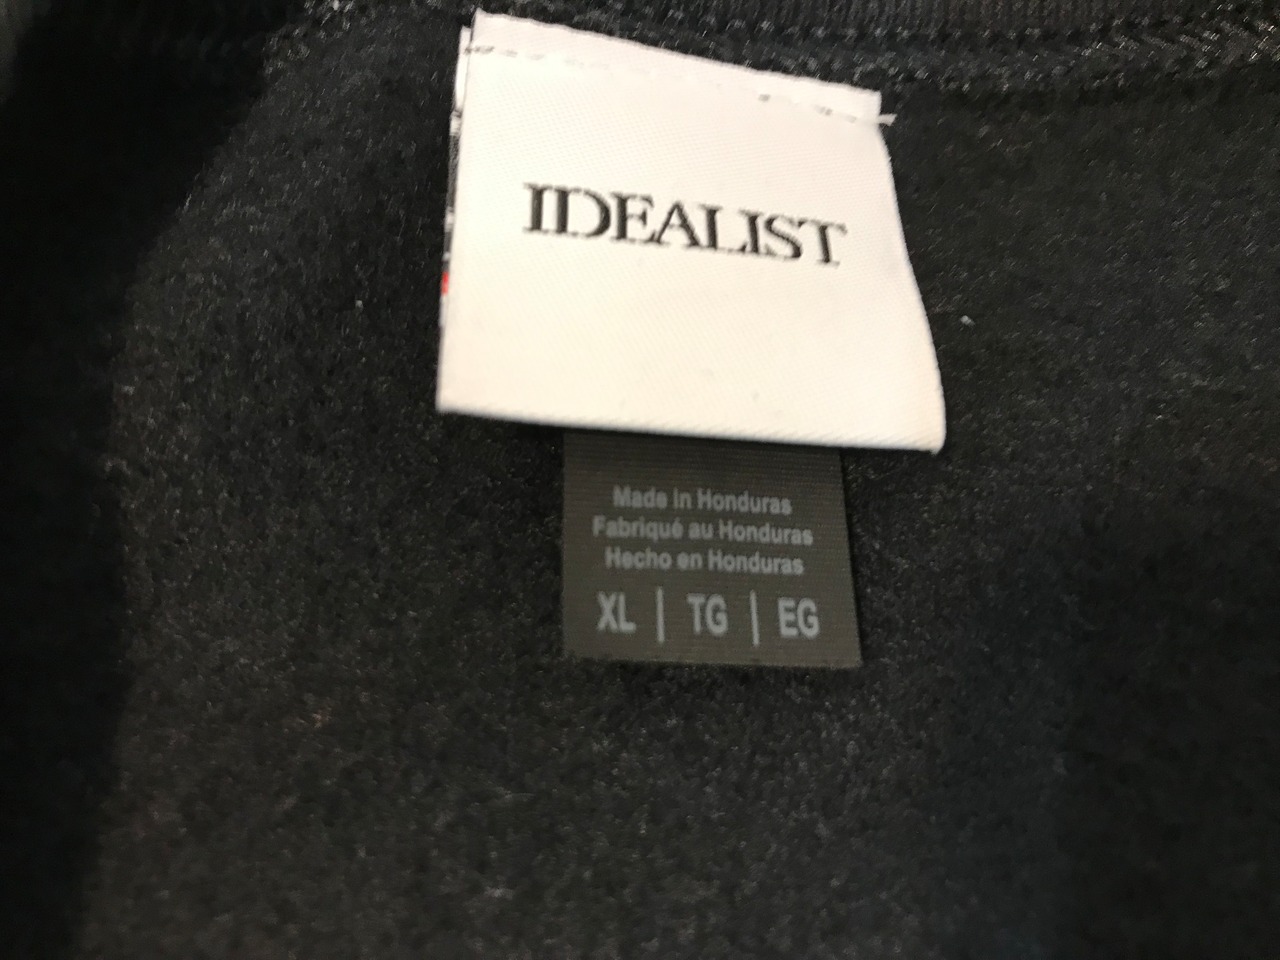 IDEALIST
Made in Honduras
Fabriqué au Honduras
Hecho en Honduras
XL | TG | EG